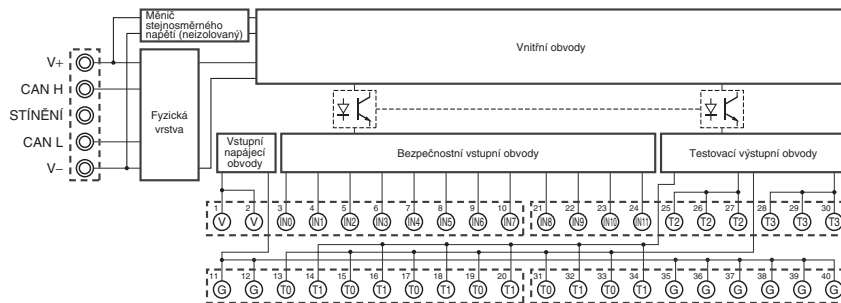 Měnič
stejnosměrného
napětí (neizolovaný)
Vnitřní obvody
V+
CAN H
STÍNĚNÍ
CAN L
V–
Fyzická
vrstva
Vstupní
napájecí
obvody
Bezpečnostní vstupní obvody
Testovací výstupní obvody
1 2 3 4 5 6 7 8 9 10 21 22 23 24 25 26 27 28 29 30
V V IN0 IN1 IN2 IN3 IN4 IN5 IN6 IN7 IN8 IN9 IN10 IN11 T2 T2 T2 T3 T3 T3
11 12 13 14 15 16 17 18 19 20 31 32 33 34 35 36 37 38 39 40
G G T0 T1 T0 T1 T0 T1 T0 T1 T0 T1 T0 T1 G G G G G G